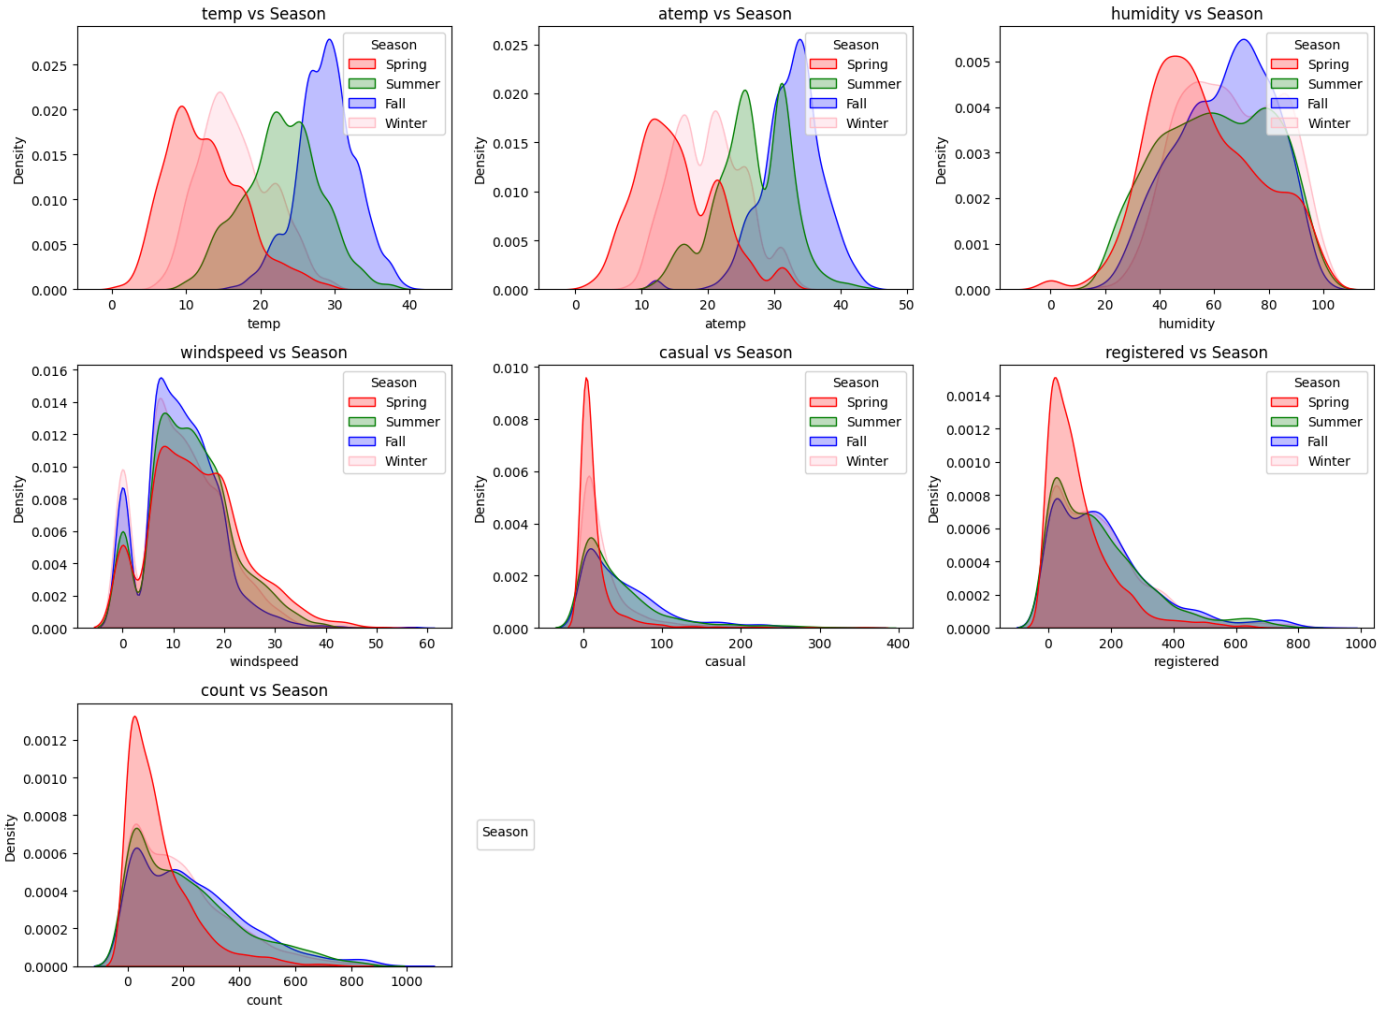 temp vs Season
Density
0.000
0.005
0.010
0.015
0.020
0.025
0
10
20
30
40
temp
Season
Spring
Summer
Fall
Winter
atemp vs Season
Density
0.000
0.005
0.010
0.015
0.020
0.025
0
10
20
30
40
50
atemp
Season
Spring
Summer
Fall
Winter
humidity vs Season
Density
0.000
0.001
0.002
0.003
0.004
0.005
0
20
40
60
80
100
humidity
Season
Spring
Summer
Fall
Winter
windspeed vs Season
Density
0.000
0.002
0.004
0.006
0.008
0.010
0.012
0.014
0.016
0
10
20
30
40
50
60
windspeed
Season
Spring
Summer
Fall
Winter
casual vs Season
Density
0.000
0.002
0.004
0.006
0.008
0.010
0
100
200
300
400
casual
Season
Spring
Summer
Fall
Winter
registered vs Season
Density
0.0000
0.0002
0.0004
0.0006
0.0008
0.0010
0.0012
0.0014
0
200
400
600
800
1000
registered
Season
Spring
Summer
Fall
Winter
count vs Season
Density
0.0000
0.0002
0.0004
0.0006
0.0008
0.0010
0.0012
0
200
400
600
800
1000
count
Season